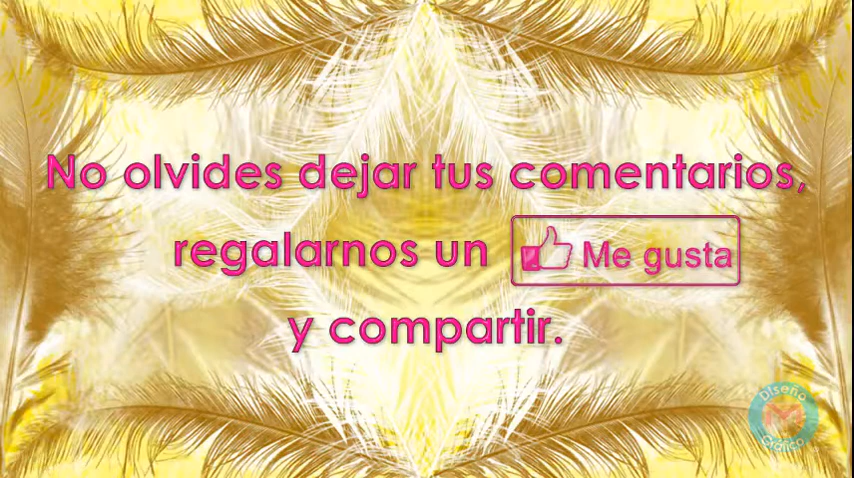 No olvides dejar tus comentarios,
regalarnos un Me gusta
y compartir.
Diseño
Gráfico